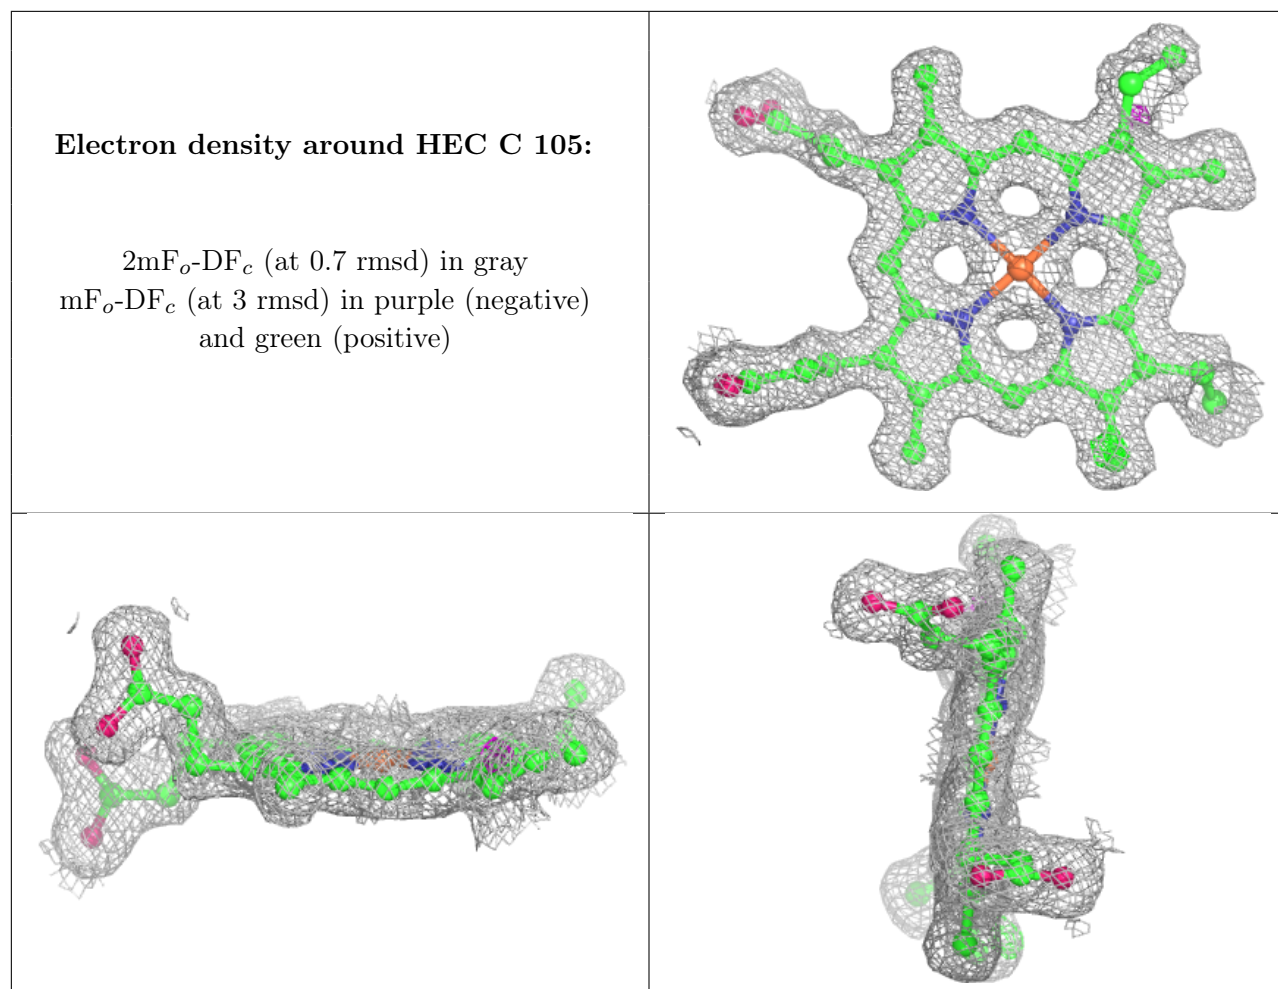 Electron density around HEC C 105:
2mFₒ-DF𝒸 (at 0.7 rmsd) in gray
mFₒ-DF𝒸 (at 3 rmsd) in purple (negative)
and green (positive)